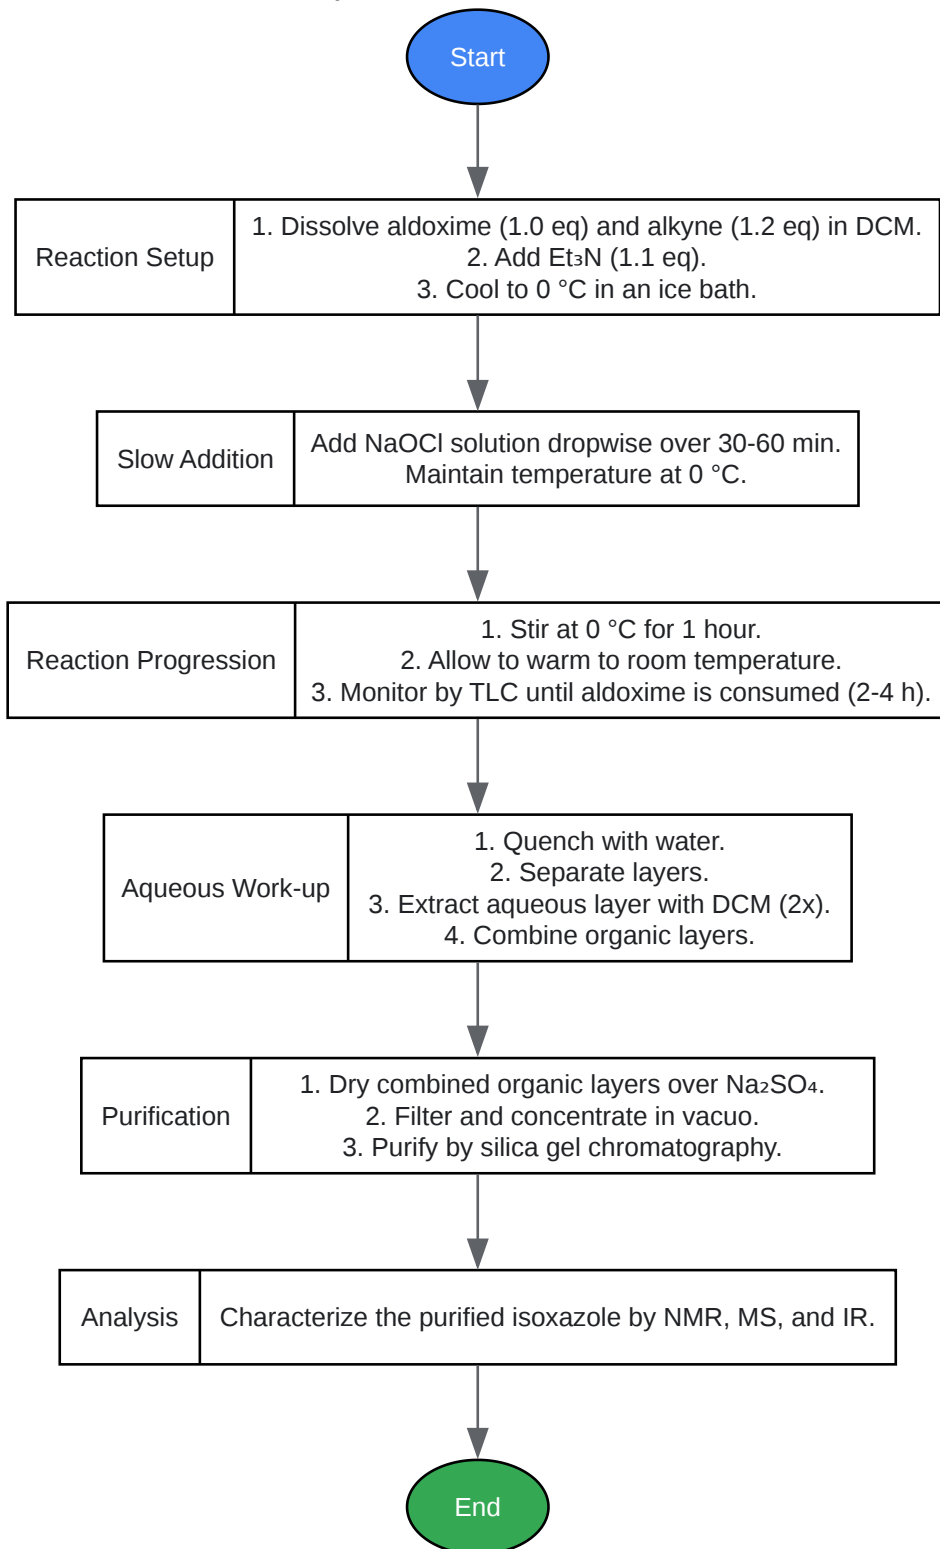 Start
Reaction Setup
1. Dissolve aldoxime (1.0 eq) and alkyne (1.2 eq) in DCM.
2. Add Et₃N (1.1 eq).
3. Cool to 0 °C in an ice bath.
Slow Addition
Add NaOCl solution dropwise over 30-60 min.
Maintain temperature at 0 °C.
Reaction Progression
1. Stir at 0 °C for 1 hour.
2. Allow to warm to room temperature.
3. Monitor by TLC until aldoxime is consumed (2-4 h).
Aqueous Work-up
1. Quench with water.
2. Separate layers.
3. Extract aqueous layer with DCM (2x).
4. Combine organic layers.
Purification
1. Dry combined organic layers over Na₂SO₄.
2. Filter and concentrate in vacuo.
3. Purify by silica gel chromatography.
Analysis
Characterize the purified isoxazole by NMR, MS, and IR.
End